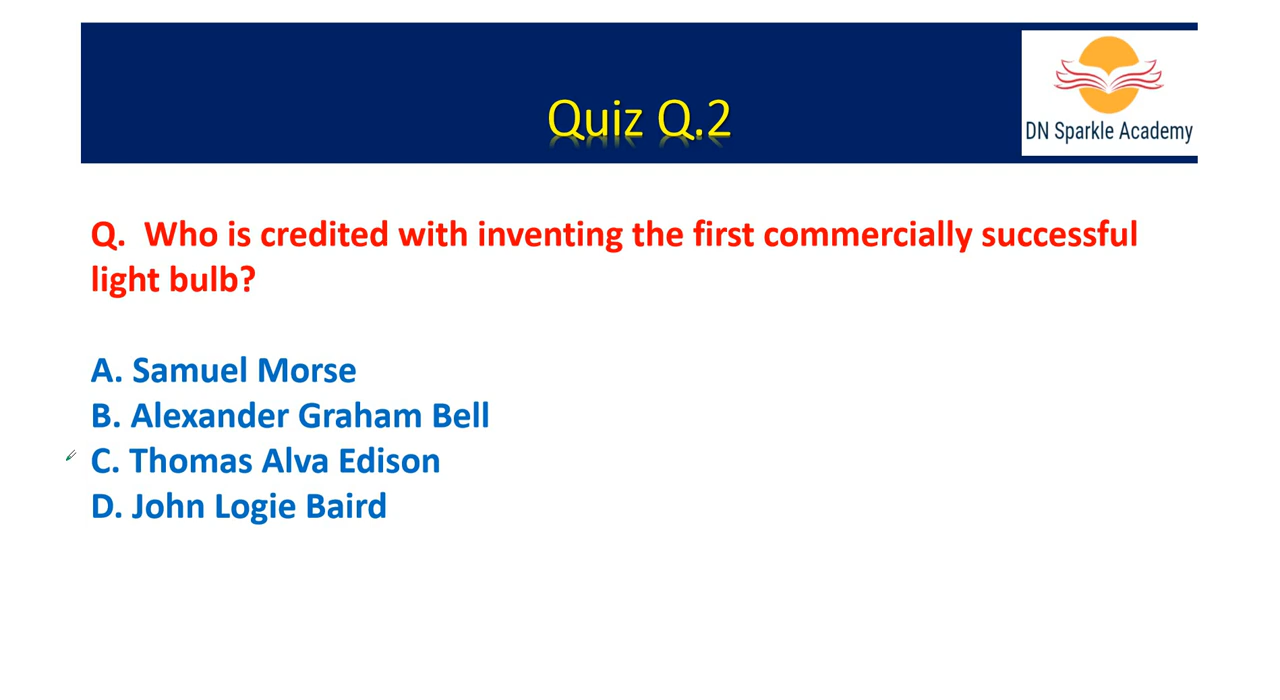 Quiz Q.2
DN Sparkle Academy
Q. Who is credited with inventing the first commercially successful
light bulb?
A. Samuel Morse
B. Alexander Graham Bell
C. Thomas Alva Edison
D. John Logie Baird